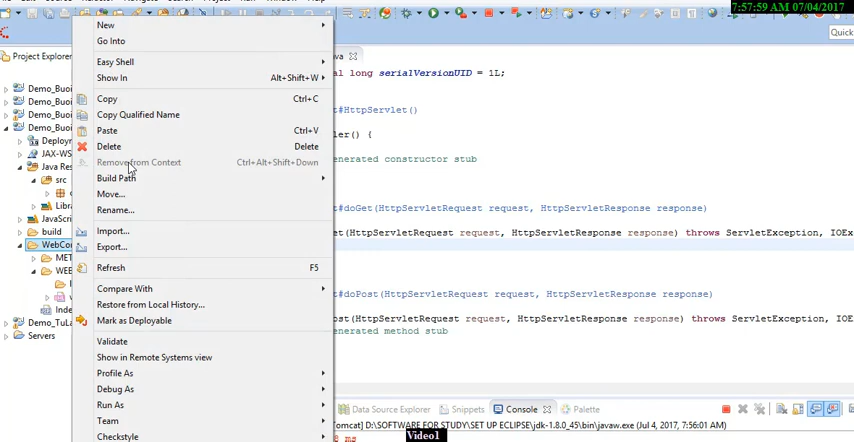 7:57:59 AM 07/04/2017
Quick
New
Go Into
Easy Shell
Show In Alt+Shift+W
Copy Ctrl+C
Copy Qualified Name
Paste Ctrl+V
Delete Delete
Remove from Context Ctrl+Alt+Shift+Down
Build Path
Move...
Rename...
Import...
Export...
Refresh F5
Compare With
Restore from Local History...
Mark as Deployable
Validate
Show in Remote Systems view
Profile As
Debug As
Run As
Team
Checkstyle
Project Explorer
Demo_Buoi
Demo_Buoi
Demo_Buoi
Demo_Buoi
Deploym
JAX-WS
Java Res
src
Libra
JavaScri
build
WebCon
MET
WEB
Inde
Demo_TuLa
Servers
va
al long serialVersionUID = 1L;
t#HttpServlet()
ler() {
enerated constructor stub
t#doGet(HttpServletRequest request, HttpServletResponse response)
et(HttpServletRequest request, HttpServletResponse response) throws ServletException, IOEx
t#doPost(HttpServletRequest request, HttpServletResponse response)
ost(HttpServletRequest request, HttpServletResponse response) throws ServletException, IOE
enerated method stub
Data Source Explorer Snippets Console Palette
Tomcat] D:\SOFTWARE FOR STUDY\SET UP ECLIPSE\jdk-1.8.0_45\bin\javaw.exe (Jul 4, 2017, 7:56:01 AM)
ms
Video1